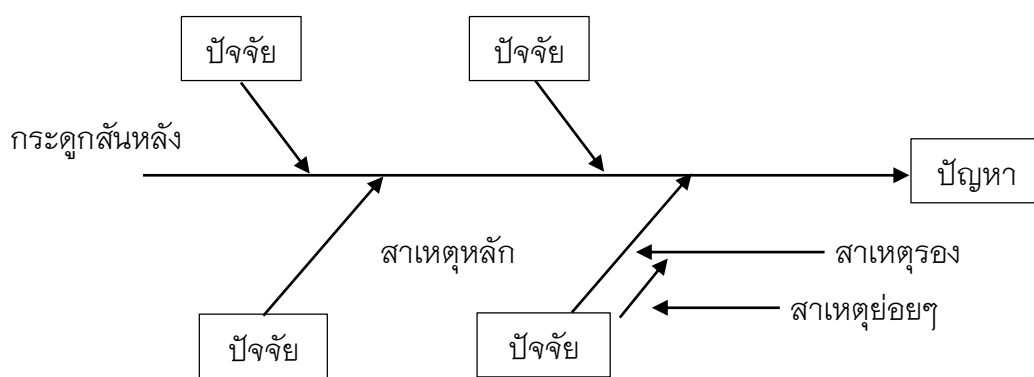 ปัจจัย
ปัจจัย
กระดูกสันหลัง
ปัญหา
สาเหตุหลัก
สาเหตุรอง
สาเหตุย่อยๆ
ปัจจัย
ปัจจัย